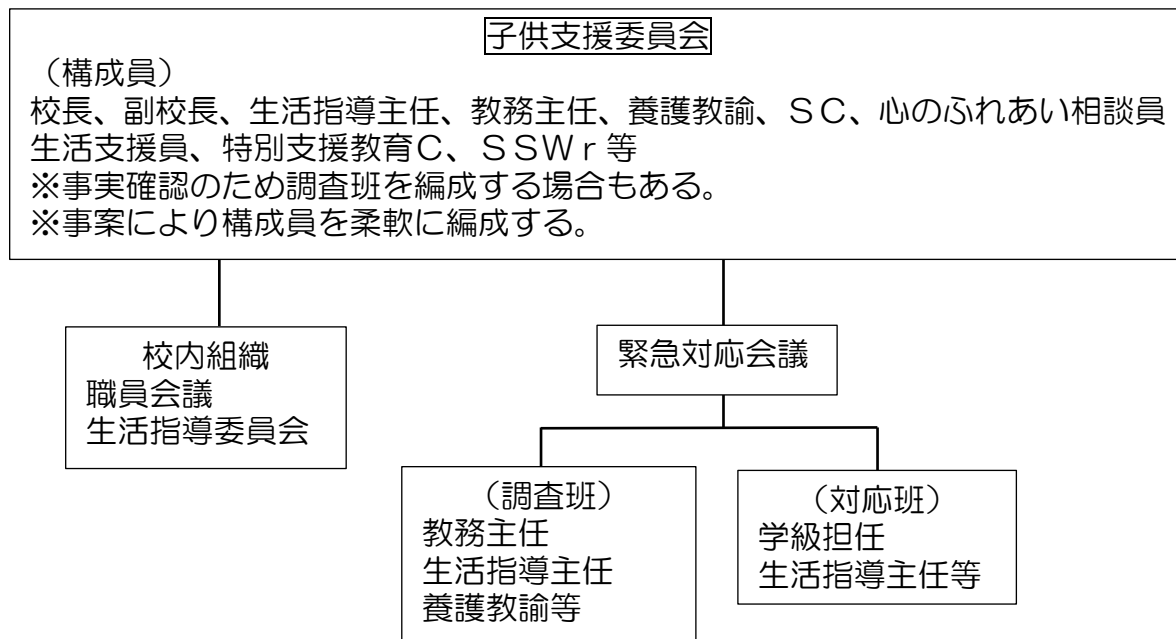 子供支援委員会
（構成員）
校長、副校長、生活指導主任、教務主任、養護教諭、ＳＣ、心のふれあい相談員
生活支援員、特別支援教育Ｃ、ＳＳＷｒ等
※事実確認のため調査班を編成する場合もある。
※事案により構成員を柔軟に編成する。
校内組織
職員会議
生活指導委員会
緊急対応会議
（調査班）
教務主任
生活指導主任
養護教諭等
（対応班）
学級担任
生活指導主任等